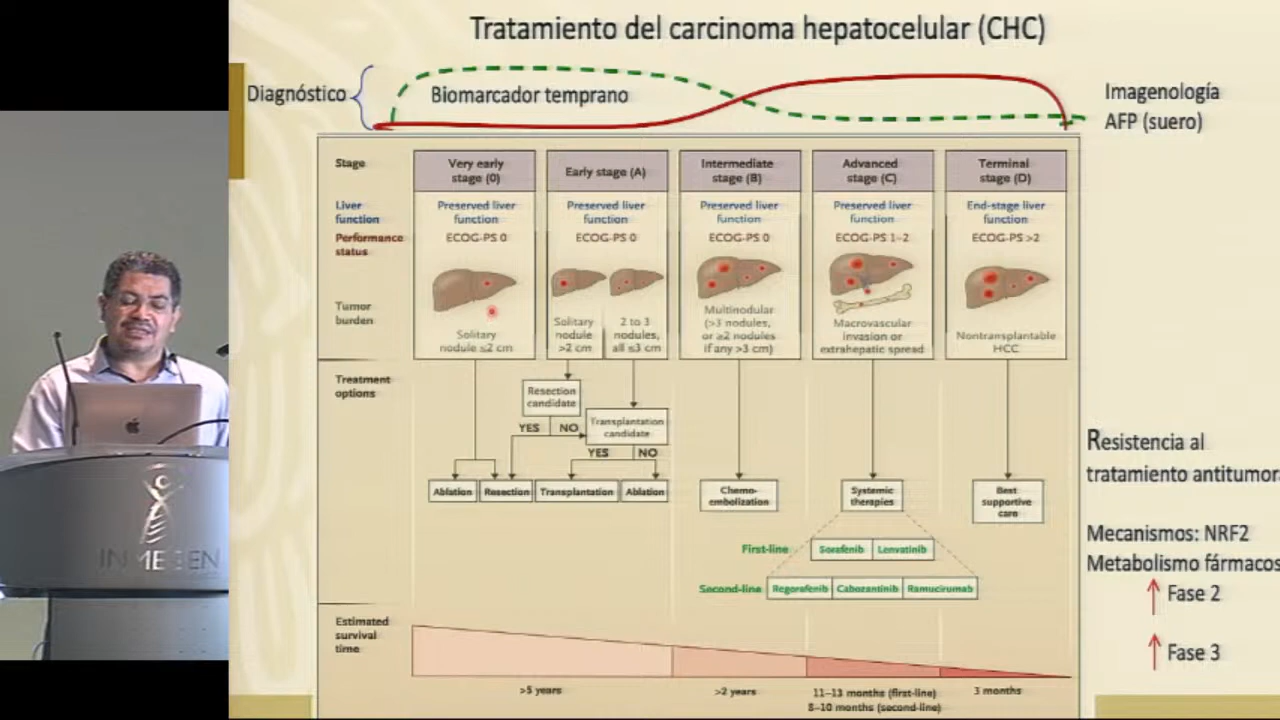 Tratamiento del carcinoma hepatocelular (CHC)
Diagnóstico
Biomarcador temprano
Imagenología
AFP (suero)
Stage
Very early
stage (0)
Early stage (A)
Intermediate
stage (B)
Advanced
stage (C)
Terminal
stage (D)
Liver
function
Preserved liver
function
Preserved liver
function
Preserved liver
function
Preserved liver
function
End-stage liver
function
Performance
status
ECOG-PS 0
ECOG-PS 0
ECOG-PS 0
ECOG-PS 1–2
ECOG-PS >2
Tumor
burden
Solitary
nodule ≤2 cm
Solitary
nodule
>2 cm
2 to 3
nodules,
all ≤3 cm
Multinodular
(>3 nodules,
or ≥2 nodules
if any >3 cm)
Macrovascular
invasion or
extrahepatic spread
Nontransplantable
HCC
Treatment
options
Resection
candidate
YES NO
Transplantation
candidate
YES NO
Ablation
Resection
Transplantation
Ablation
Chemo-
embolization
Systemic
therapies
Best
supportive
care
First-line
Sorafenib
Lenvatinib
Second-line
Regorafenib
Cabozantinib
Ramucirumab
Estimated
survival
time
>5 years
>2 years
11–13 months (first-line)
8–10 months (second-line)
3 months
Resistencia al
tratamiento antitumora
Mecanismos: NRF2
Metabolismo fármacos
Fase 2
Fase 3
INMEGEN